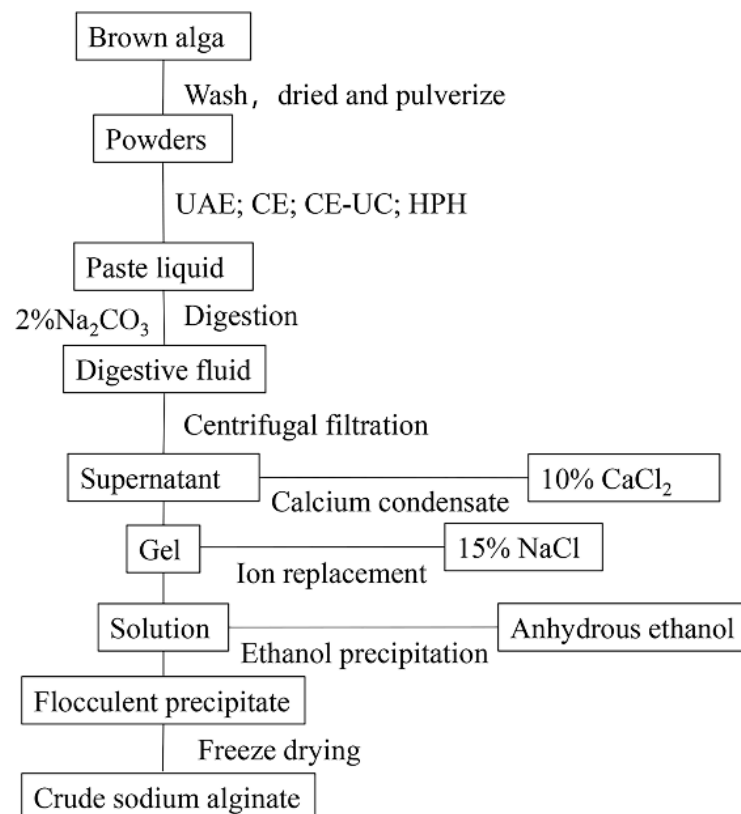 Brown alga
Wash, dried and pulverize
Powders
UAE; CE; CE-UC; HPH
Paste liquid
2%Na₂CO₃ Digestion
Digestive fluid
Centrifugal filtration
Supernatant 10% CaCl₂
Calcium condensate
Gel 15% NaCl
Ion replacement
Solution Anhydrous ethanol
Ethanol precipitation
Flocculent precipitate
Freeze drying
Crude sodium alginate